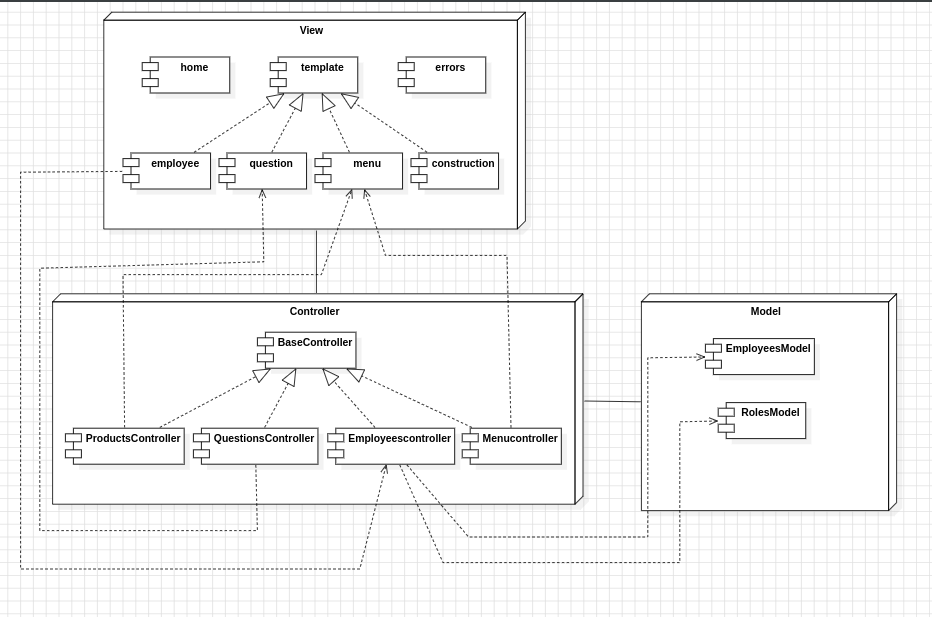 View
home
template
errors
employee
question
menu
construction
Controller
BaseController
ProductsController
QuestionsController
Employeescontroller
Menucontroller
Model
EmployeesModel
RolesModel